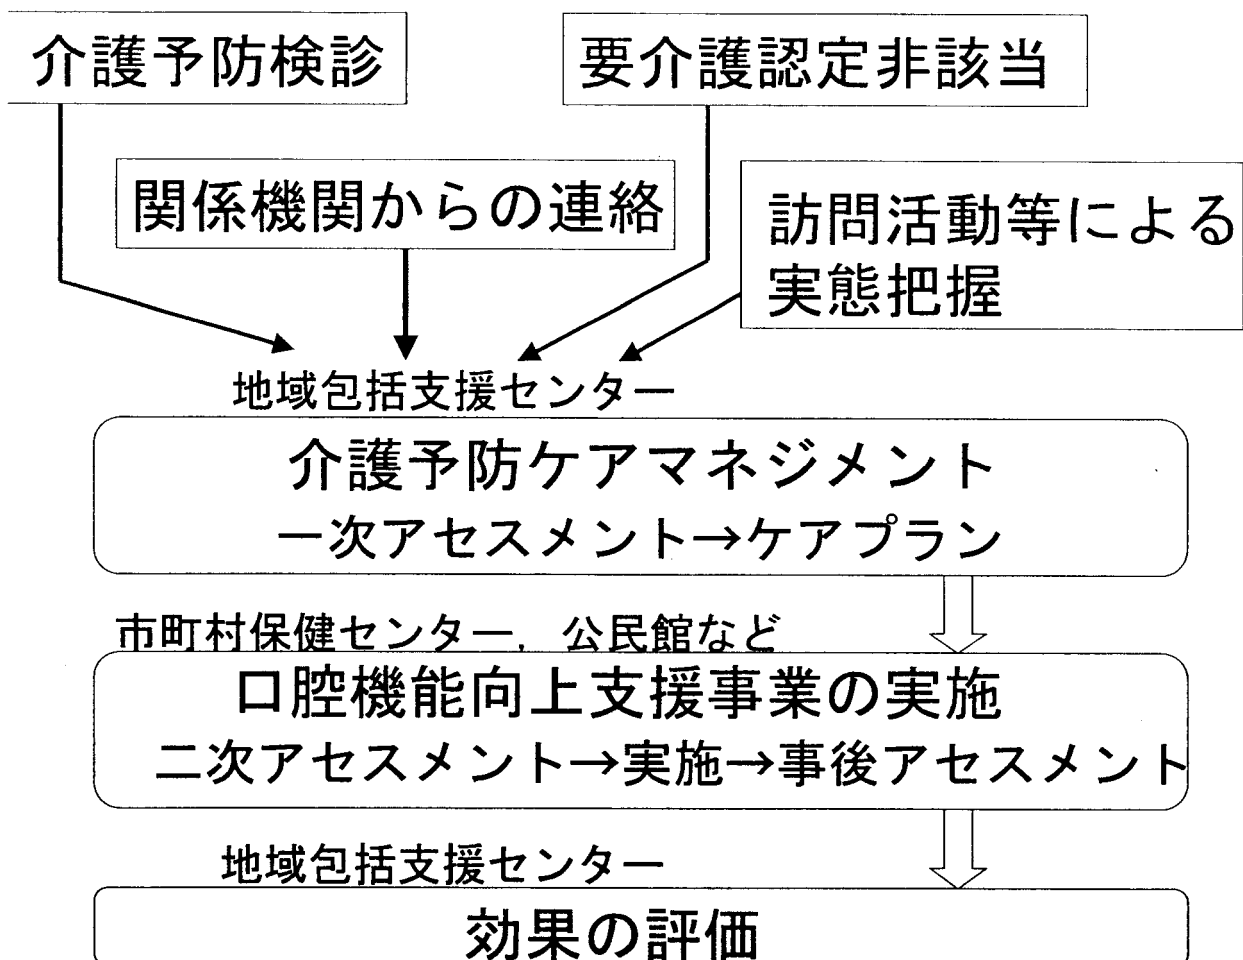 介護予防検診
要介護認定非該当
関係機関からの連絡
訪問活動等による
実態把握
地域包括支援センター
介護予防ケアマネジメント
一次アセスメント→ケアプラン
市町村保健センター，公民館など
口腔機能向上支援事業の実施
二次アセスメント→実施→事後アセスメント
地域包括支援センター
効果の評価